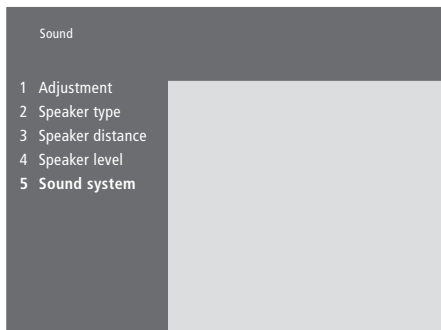 Sound
1 Adjustment
2 Speaker type
3 Speaker distance
4 Speaker level
5 Sound system